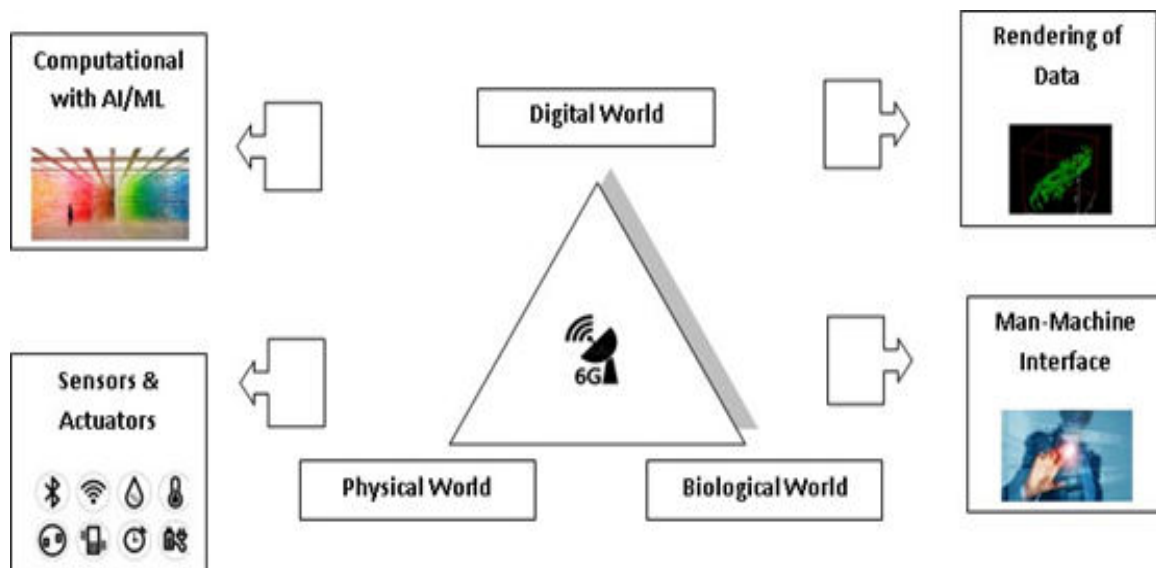 Computational
with AI/ML
Digital World
Rendering of
Data
6G
Sensors &
Actuators
Physical World
Biological World
Man-Machine
Interface